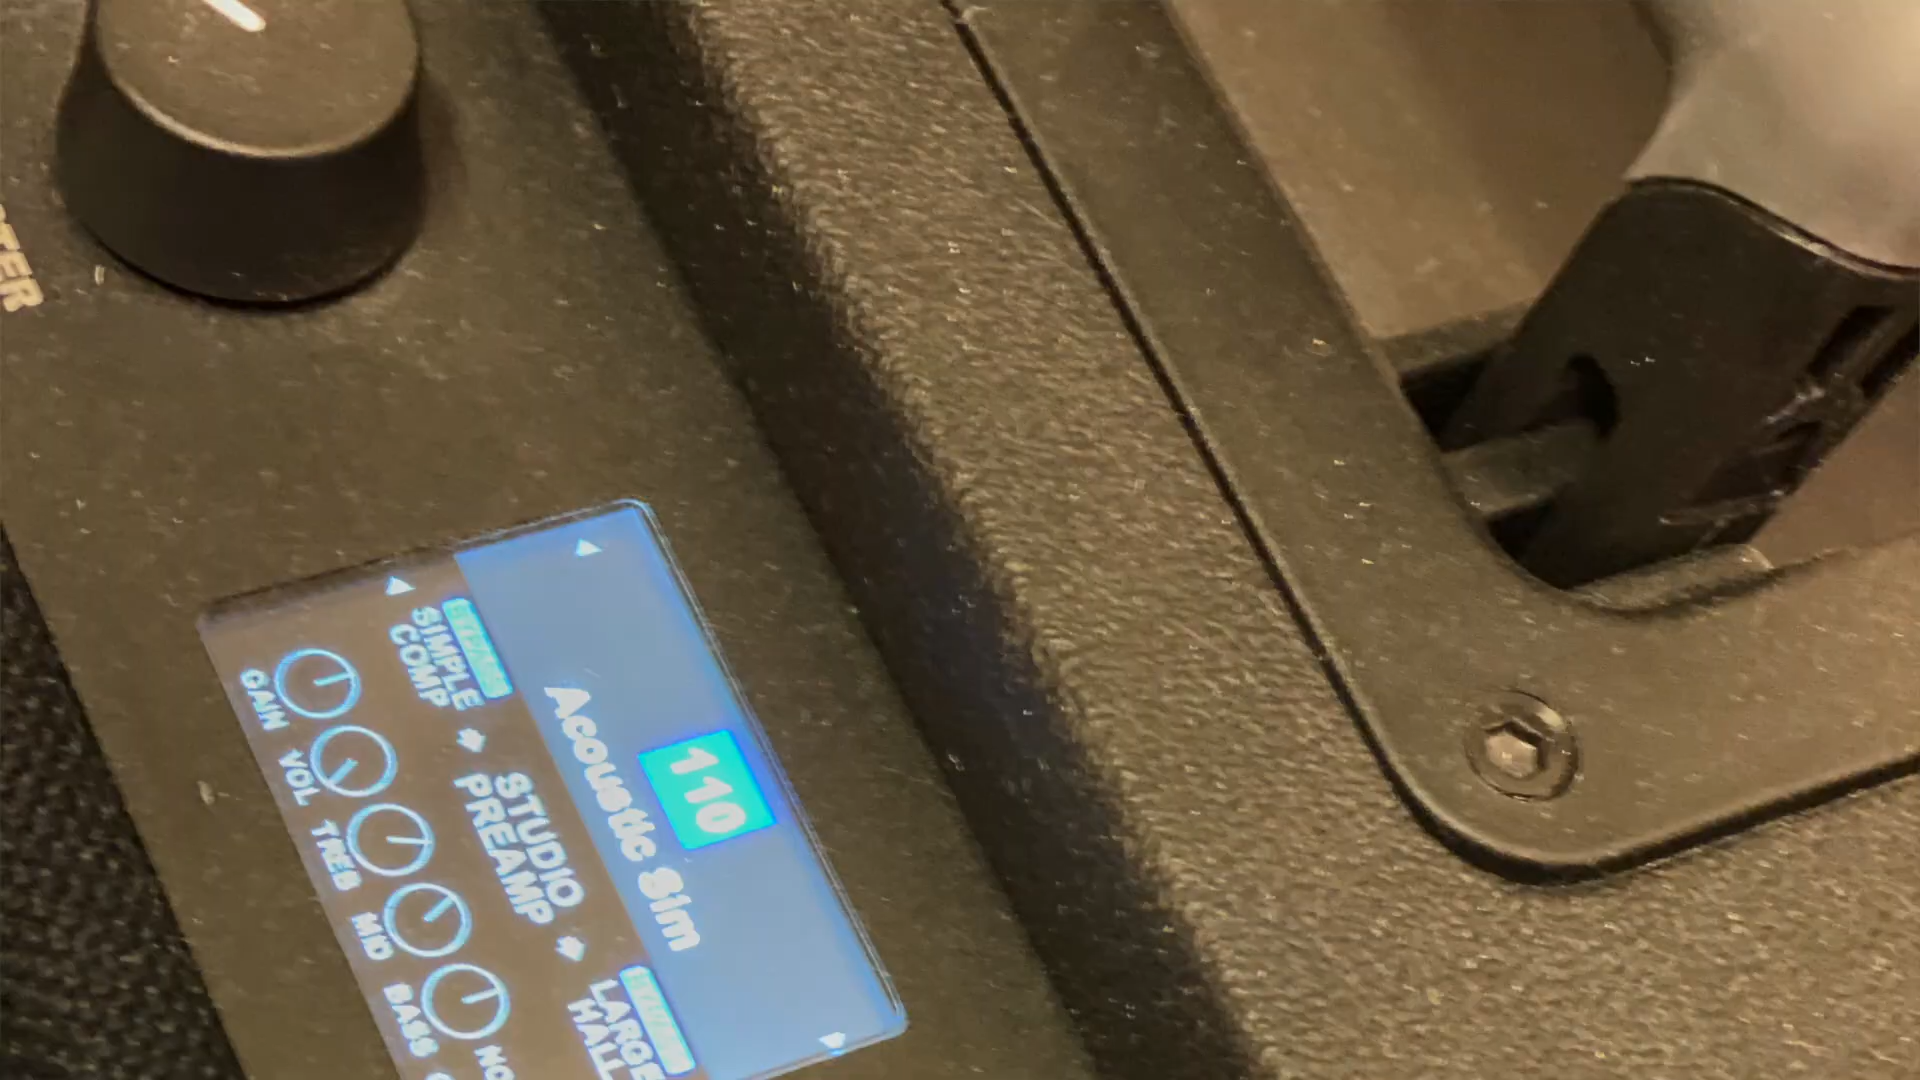 110
Acoustic Sim
SIMPLE
COMP
STUDIO
PREAMP
LARGE
HALL
GAIN
VOL
TREB
MID
BASS